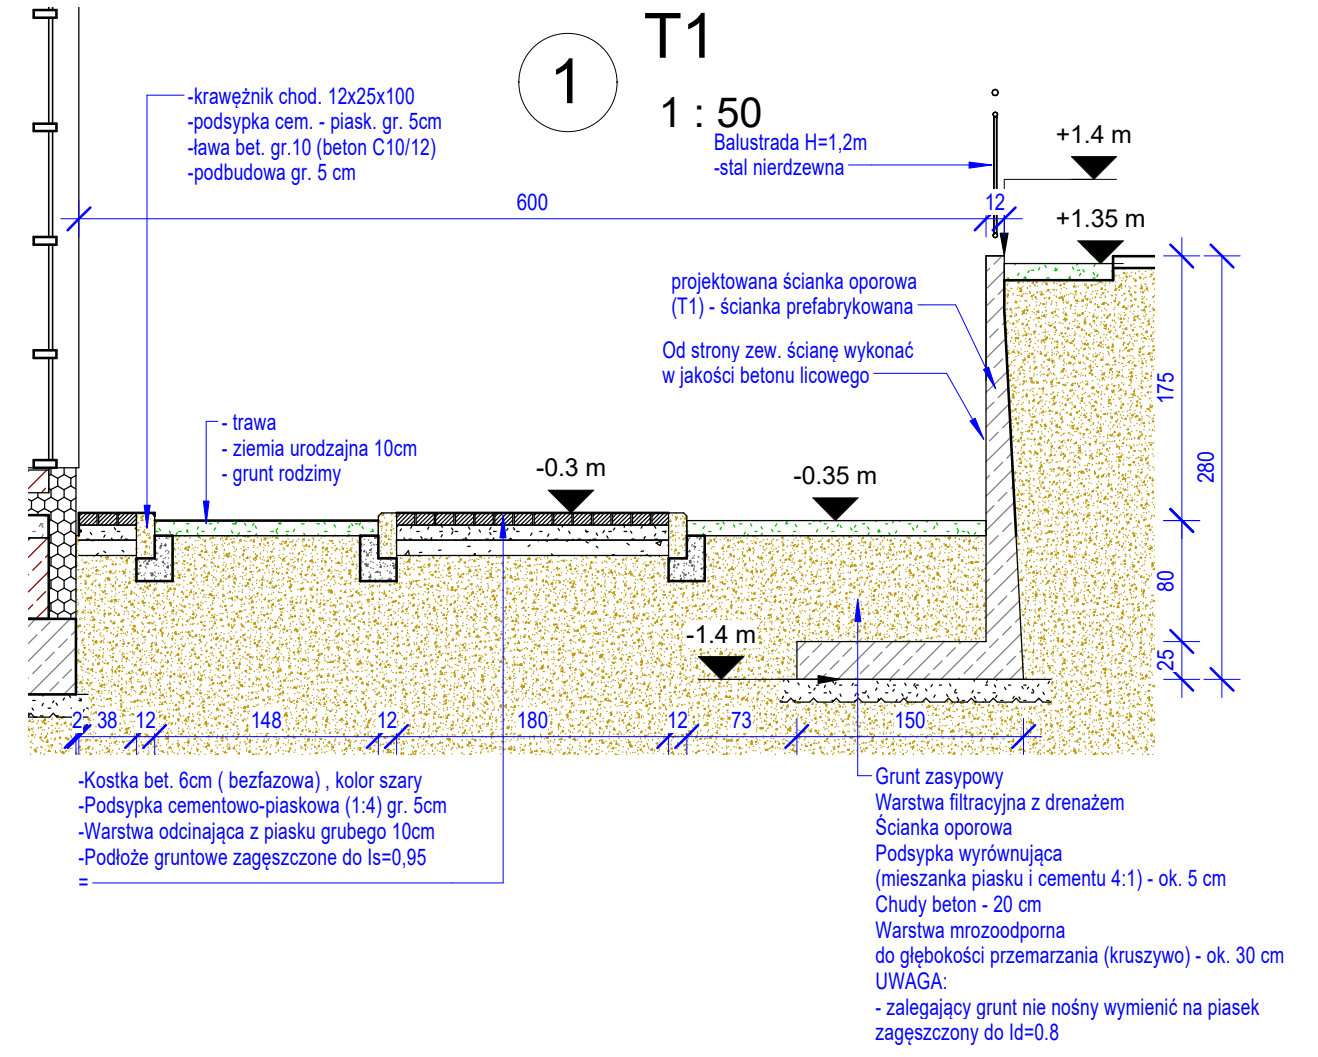 T1
1
1 : 50
-krawężnik chod. 12x25x100
-podsypka cem. - piask. gr. 5cm
-ława bet. gr.10 (beton C10/12)
-podbudowa gr. 5 cm
Balustrada H=1,2m
-stal nierdzewna
+1.4 m
600
12
+1.35 m
projektowana ścianka oporowa
(T1) - ścianka prefabrykowana
Od strony zew. ścianę wykonać
w jakości betonu licowego
175
280
80
25
- trawa
- ziemia urodzajna 10cm
- grunt rodzimy
-0.3 m
-0.35 m
-1.4 m
2 38 12 148 12 180 12 73 150
-Kostka bet. 6cm ( bezfazowa) , kolor szary
-Podsypka cementowo-piaskowa (1:4) gr. 5cm
-Warstwa odcinająca z piasku grubego 10cm
-Podłoże gruntowe zagęszczone do Is=0,95
=
Grunt zasypowy
Warstwa filtracyjna z drenażem
Ścianka oporowa
Podsypka wyrównująca
(mieszanka piasku i cementu 4:1) - ok. 5 cm
Chudy beton - 20 cm
Warstwa mrozoodporna
do głębokości przemarzania (kruszywo) - ok. 30 cm
UWAGA:
- zalegający grunt nie nośny wymienić na piasek
zagęszczony do Id=0.8